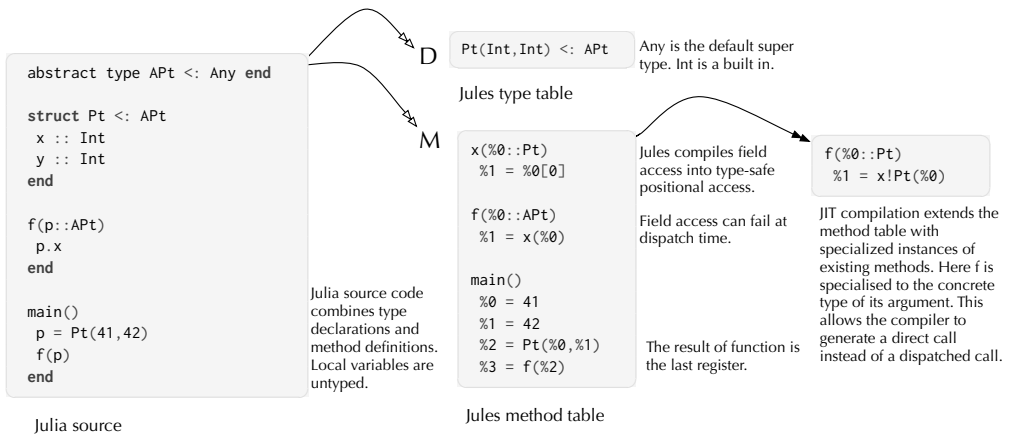 abstract type APt <: Any end
struct Pt <: APt
x :: Int
y :: Int
end
f(p::APt)
p.x
end
main()
p = Pt(41,42)
f(p)
end
Julia source
Julia source code
combines type
declarations and
method definitions.
Local variables are
untyped.
D
Pt(Int,Int) <: APt
Jules type table
Any is the default super
type. Int is a built in.
M
x(%0::Pt)
%1 = %0[0]
f(%0::APt)
%1 = x(%0)
main()
%0 = 41
%1 = 42
%2 = Pt(%0,%1)
%3 = f(%2)
Jules method table
Jules compiles field
access into type-safe
positional access.
Field access can fail at
dispatch time.
The result of function is
the last register.
f(%0::Pt)
%1 = x!Pt(%0)
JIT compilation extends the
method table with
specialized instances of
existing methods. Here f is
specialised to the concrete
type of its argument. This
allows the compiler to
generate a direct call
instead of a dispatched call.